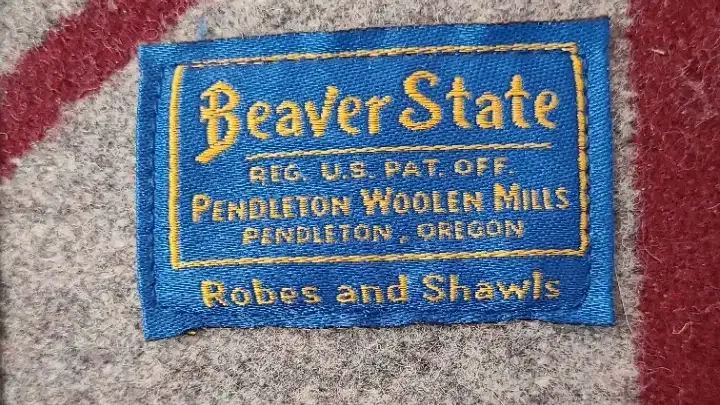 Beaver State
REG. U.S. PAT. OFF.
PENDLETON WOOLEN MILLS
PENDLETON, OREGON
Robes and Shawls